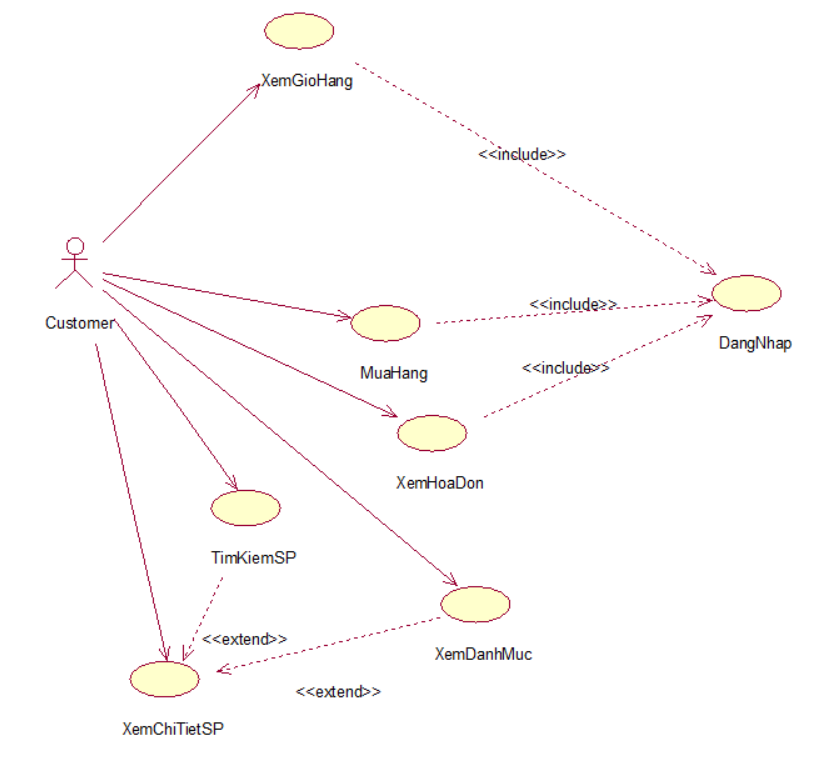 XemGioHang
<<include>>
<<include>>
Customer
DangNhap
MuaHang
<<include>>
XemHoaDon
TimKiemSP
<<extend>>
XemDanhMuc
<<extend>>
XemChiTietSP